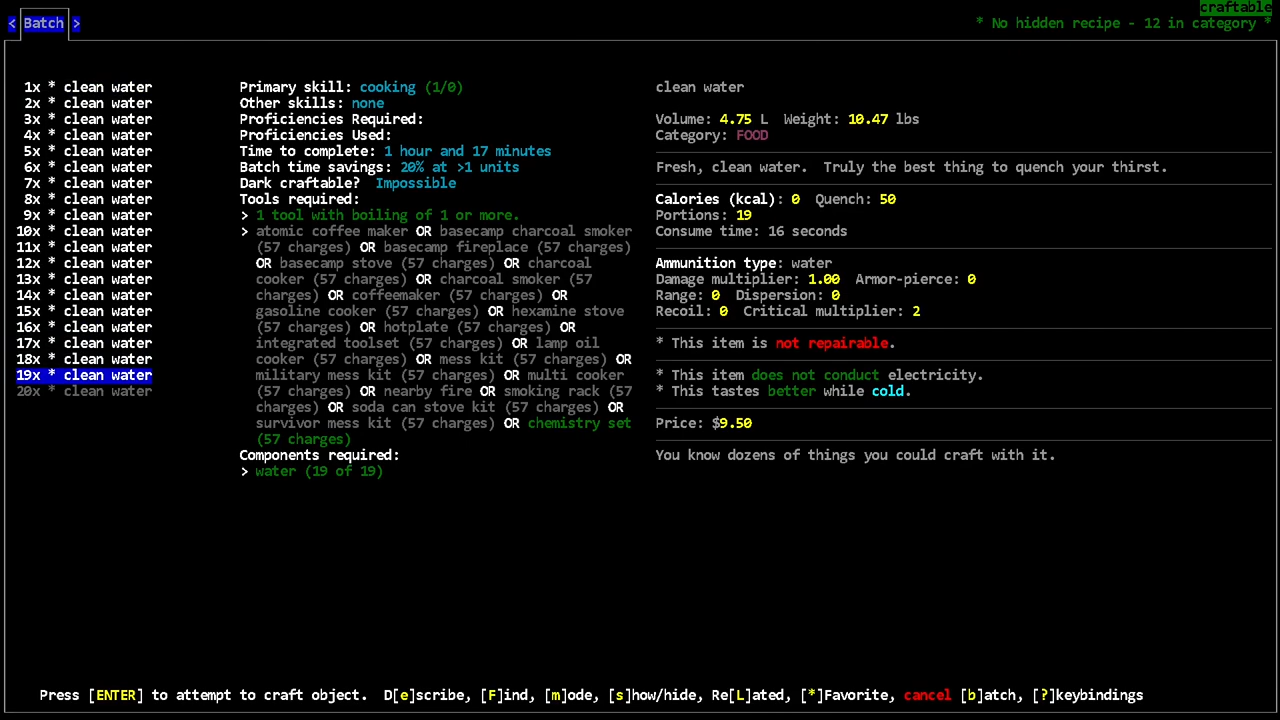 craftable
< Batch >
* No hidden recipe - 12 in category *
1x * clean water
2x * clean water
3x * clean water
4x * clean water
5x * clean water
6x * clean water
7x * clean water
8x * clean water
9x * clean water
10x * clean water
11x * clean water
12x * clean water
13x * clean water
14x * clean water
15x * clean water
16x * clean water
17x * clean water
18x * clean water
19x * clean water
20x * clean water
Primary skill: cooking (1/0)
Other skills: none
Proficiencies Required:
Proficiencies Used:
Time to complete: 1 hour and 17 minutes
Batch time savings: 20% at >1 units
Dark craftable? Impossible
Tools required:
> 1 tool with boiling of 1 or more.
> atomic coffee maker OR basecamp charcoal smoker
(57 charges) OR basecamp fireplace (57 charges)
OR basecamp stove (57 charges) OR charcoal
cooker (57 charges) OR charcoal smoker (57
charges) OR coffeemaker (57 charges) OR
gasoline cooker (57 charges) OR hexamine stove
(57 charges) OR hotplate (57 charges) OR
integrated toolset (57 charges) OR lamp oil
cooker (57 charges) OR mess kit (57 charges) OR
military mess kit (57 charges) OR multi cooker
(57 charges) OR nearby fire OR smoking rack (57
charges) OR soda can stove kit (57 charges) OR
survivor mess kit (57 charges) OR chemistry set
(57 charges)
Components required:
> water (19 of 19)
clean water
Volume: 4.75 L Weight: 10.47 lbs
Category: FOOD
Fresh, clean water. Truly the best thing to quench your thirst.
Calories (kcal): 0 Quench: 50
Portions: 19
Consume time: 16 seconds
Ammunition type: water
Damage multiplier: 1.00 Armor-pierce: 0
Range: 0 Dispersion: 0
Recoil: 0 Critical multiplier: 2
* This item is not repairable.
* This item does not conduct electricity.
* This tastes better while cold.
Price: $9.50
You know dozens of things you could craft with it.
Press [ENTER] to attempt to craft object. D[e]scribe, [F]ind, [m]ode, [s]how/hide, Re[L]ated, [*]Favorite, cancel [b]atch, [?]keybindings